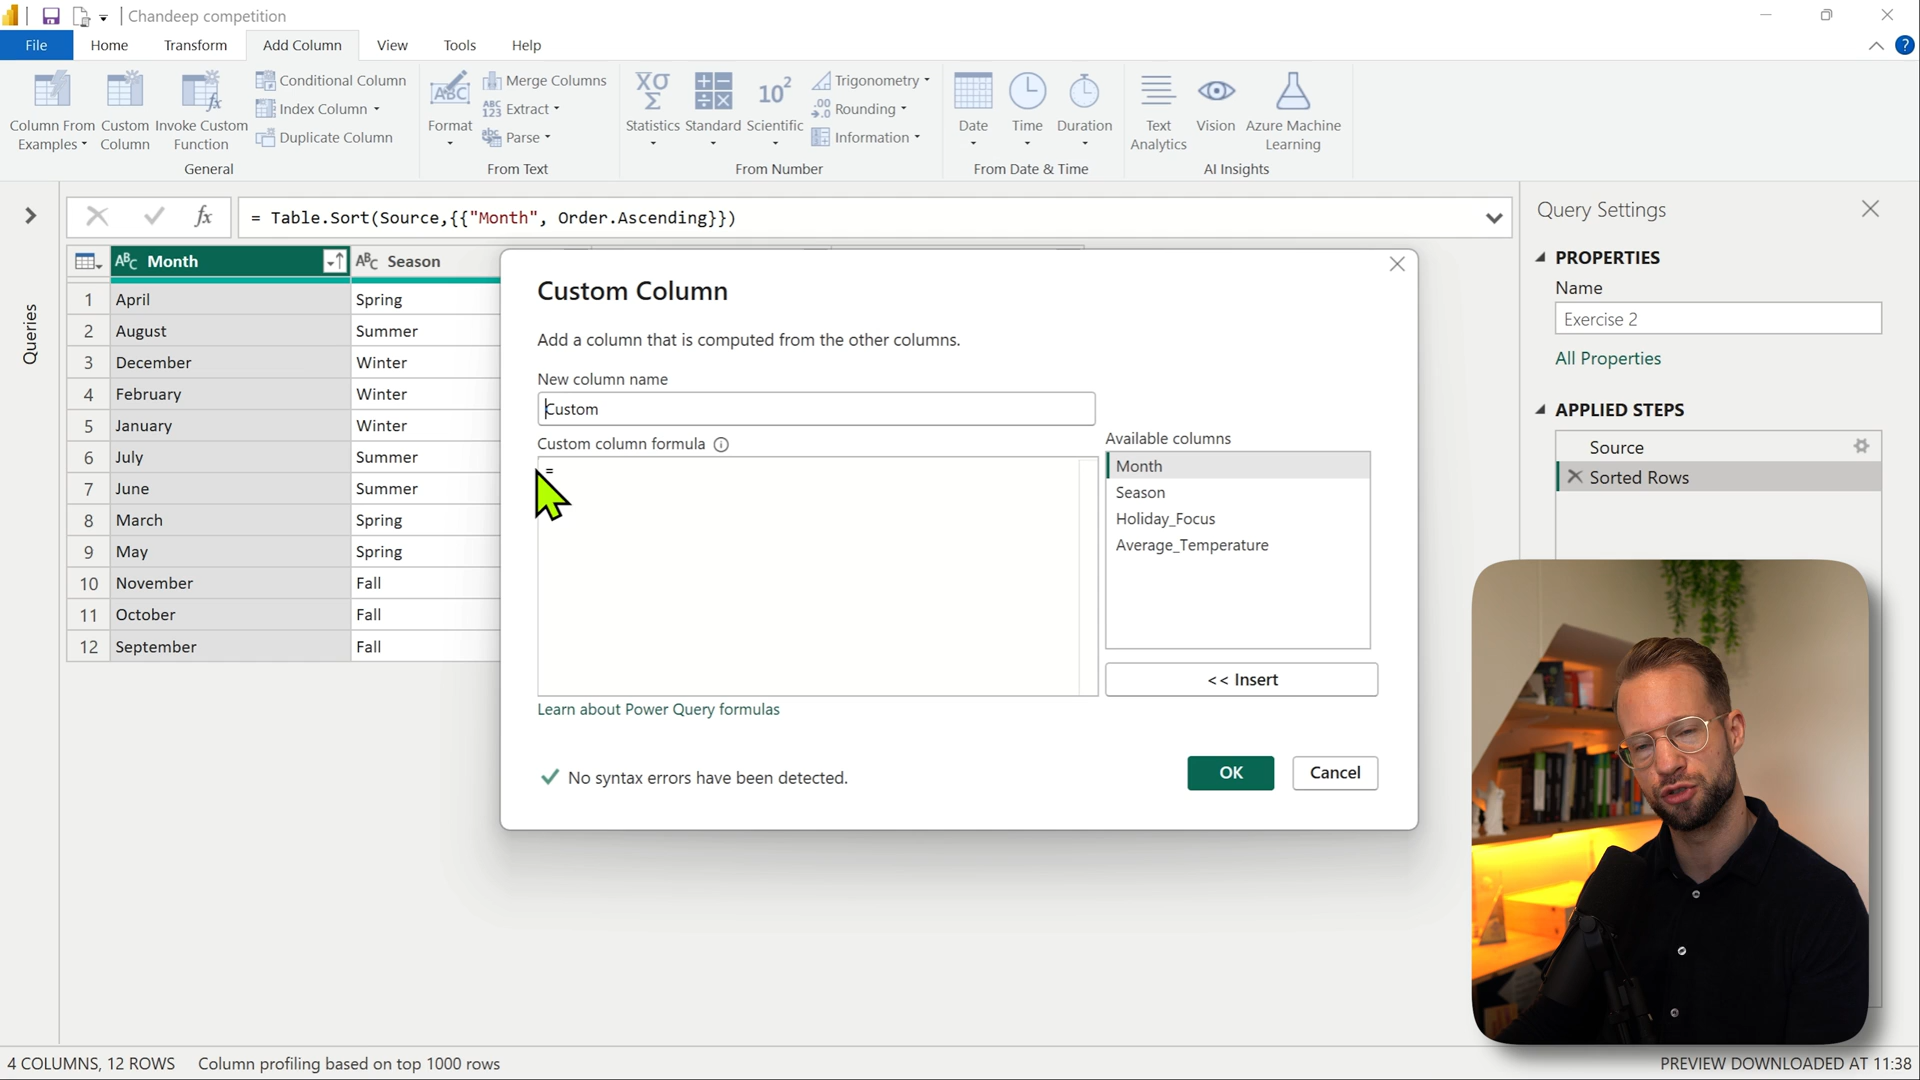 Chandeep competition
File Home Transform Add Column View Tools Help
Column From Examples
Custom Column
Invoke Custom Function
Conditional Column
Index Column
Duplicate Column
General
Format
Merge Columns
Extract
Parse
From Text
Statistics
Standard
Scientific
Trigonometry
Rounding
Information
From Number
Date
Time
Duration
From Date & Time
Text Analytics
Vision
Azure Machine Learning
AI Insights
Queries
fx = Table.Sort(Source,{{"Month", Order.Ascending}})
Month Season
1 April Spring
2 August Summer
3 December Winter
4 February Winter
5 January Winter
6 July Summer
7 June Summer
8 March Spring
9 May Spring
10 November Fall
11 October Fall
12 September Fall
Custom Column
Add a column that is computed from the other columns.
New column name
Custom
Custom column formula
=
Available columns
Month
Season
Holiday_Focus
Average_Temperature
<< Insert
Learn about Power Query formulas
No syntax errors have been detected.
OK Cancel
Query Settings
PROPERTIES
Name
Exercise 2
All Properties
APPLIED STEPS
Source
Sorted Rows
4 COLUMNS, 12 ROWS Column profiling based on top 1000 rows
PREVIEW DOWNLOADED AT 11:38